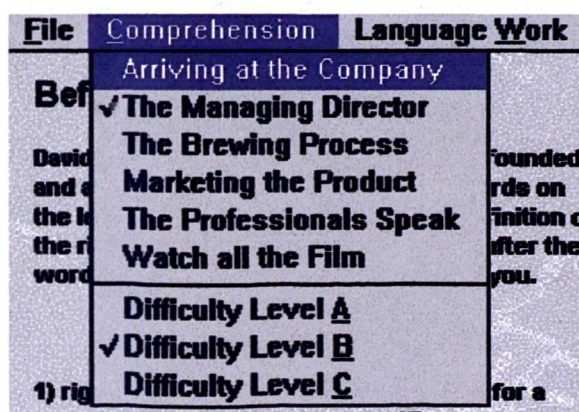 File Comprehension Language Work
Arriving at the Company
Bef ✓The Managing Director
The Brewing Process
David founded
Marketing the Product
and a rds on
The Professionals Speak
the finition
Watch all the Film
the ri after the
word you.
Difficulty Level A
✓Difficulty Level B
Difficulty Level C
1) rig for a